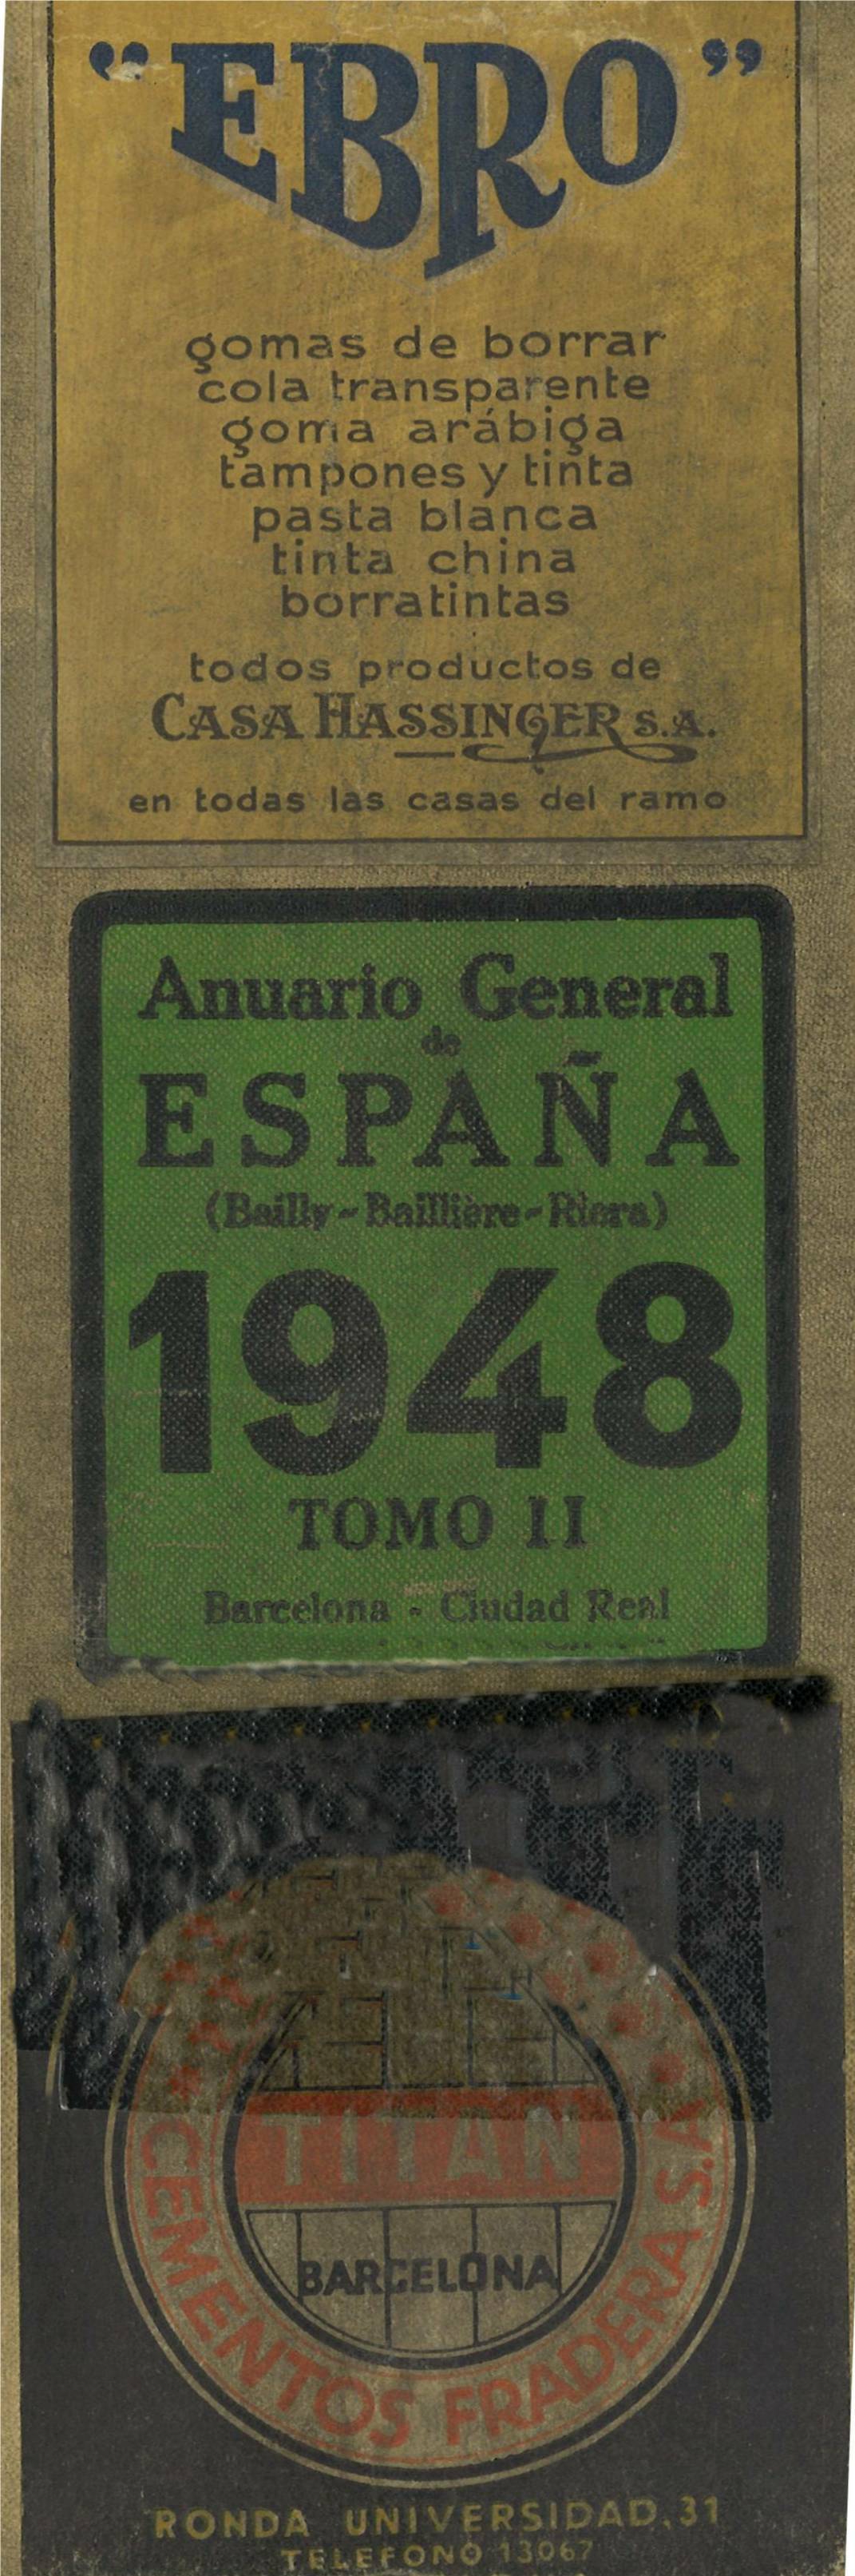 “EBRO”
gomas de borrar
cola transparente
goma arábiga
tampones y tinta
pasta blanca
tinta china
borratintas
todos productos de
CASA HASSINGER S.A.
en todas las casas del ramo
Anuario General
de
ESPAÑA
(Bailly-Baillière-Riera)
1948
TOMO II
Barcelona - Ciudad Real
TITAN
BARCELONA
CEMENTOS FRADERA S.A.
RONDA UNIVERSIDAD, 31
TELEFONO 13067